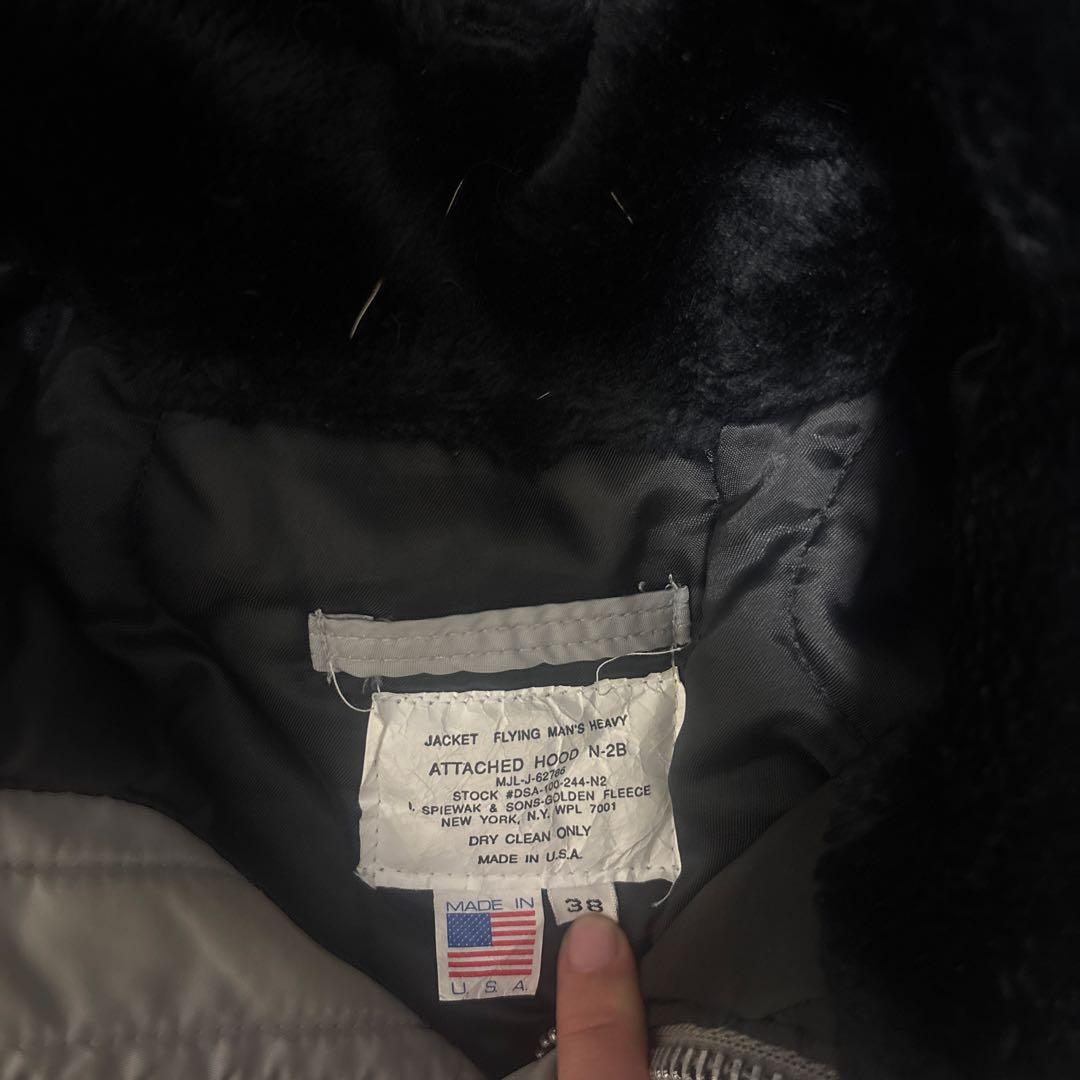 JACKET FLYING MAN'S HEAVY
ATTACHED HOOD N-2B
MJL-J-62786
STOCK #DSA-100-244-N2
I. SPIEWAK & SONS-GOLDEN FLEECE
NEW YORK, N.Y. WPL 7001
DRY CLEAN ONLY
MADE IN U.S.A.
MADE IN
U. S. A.
38